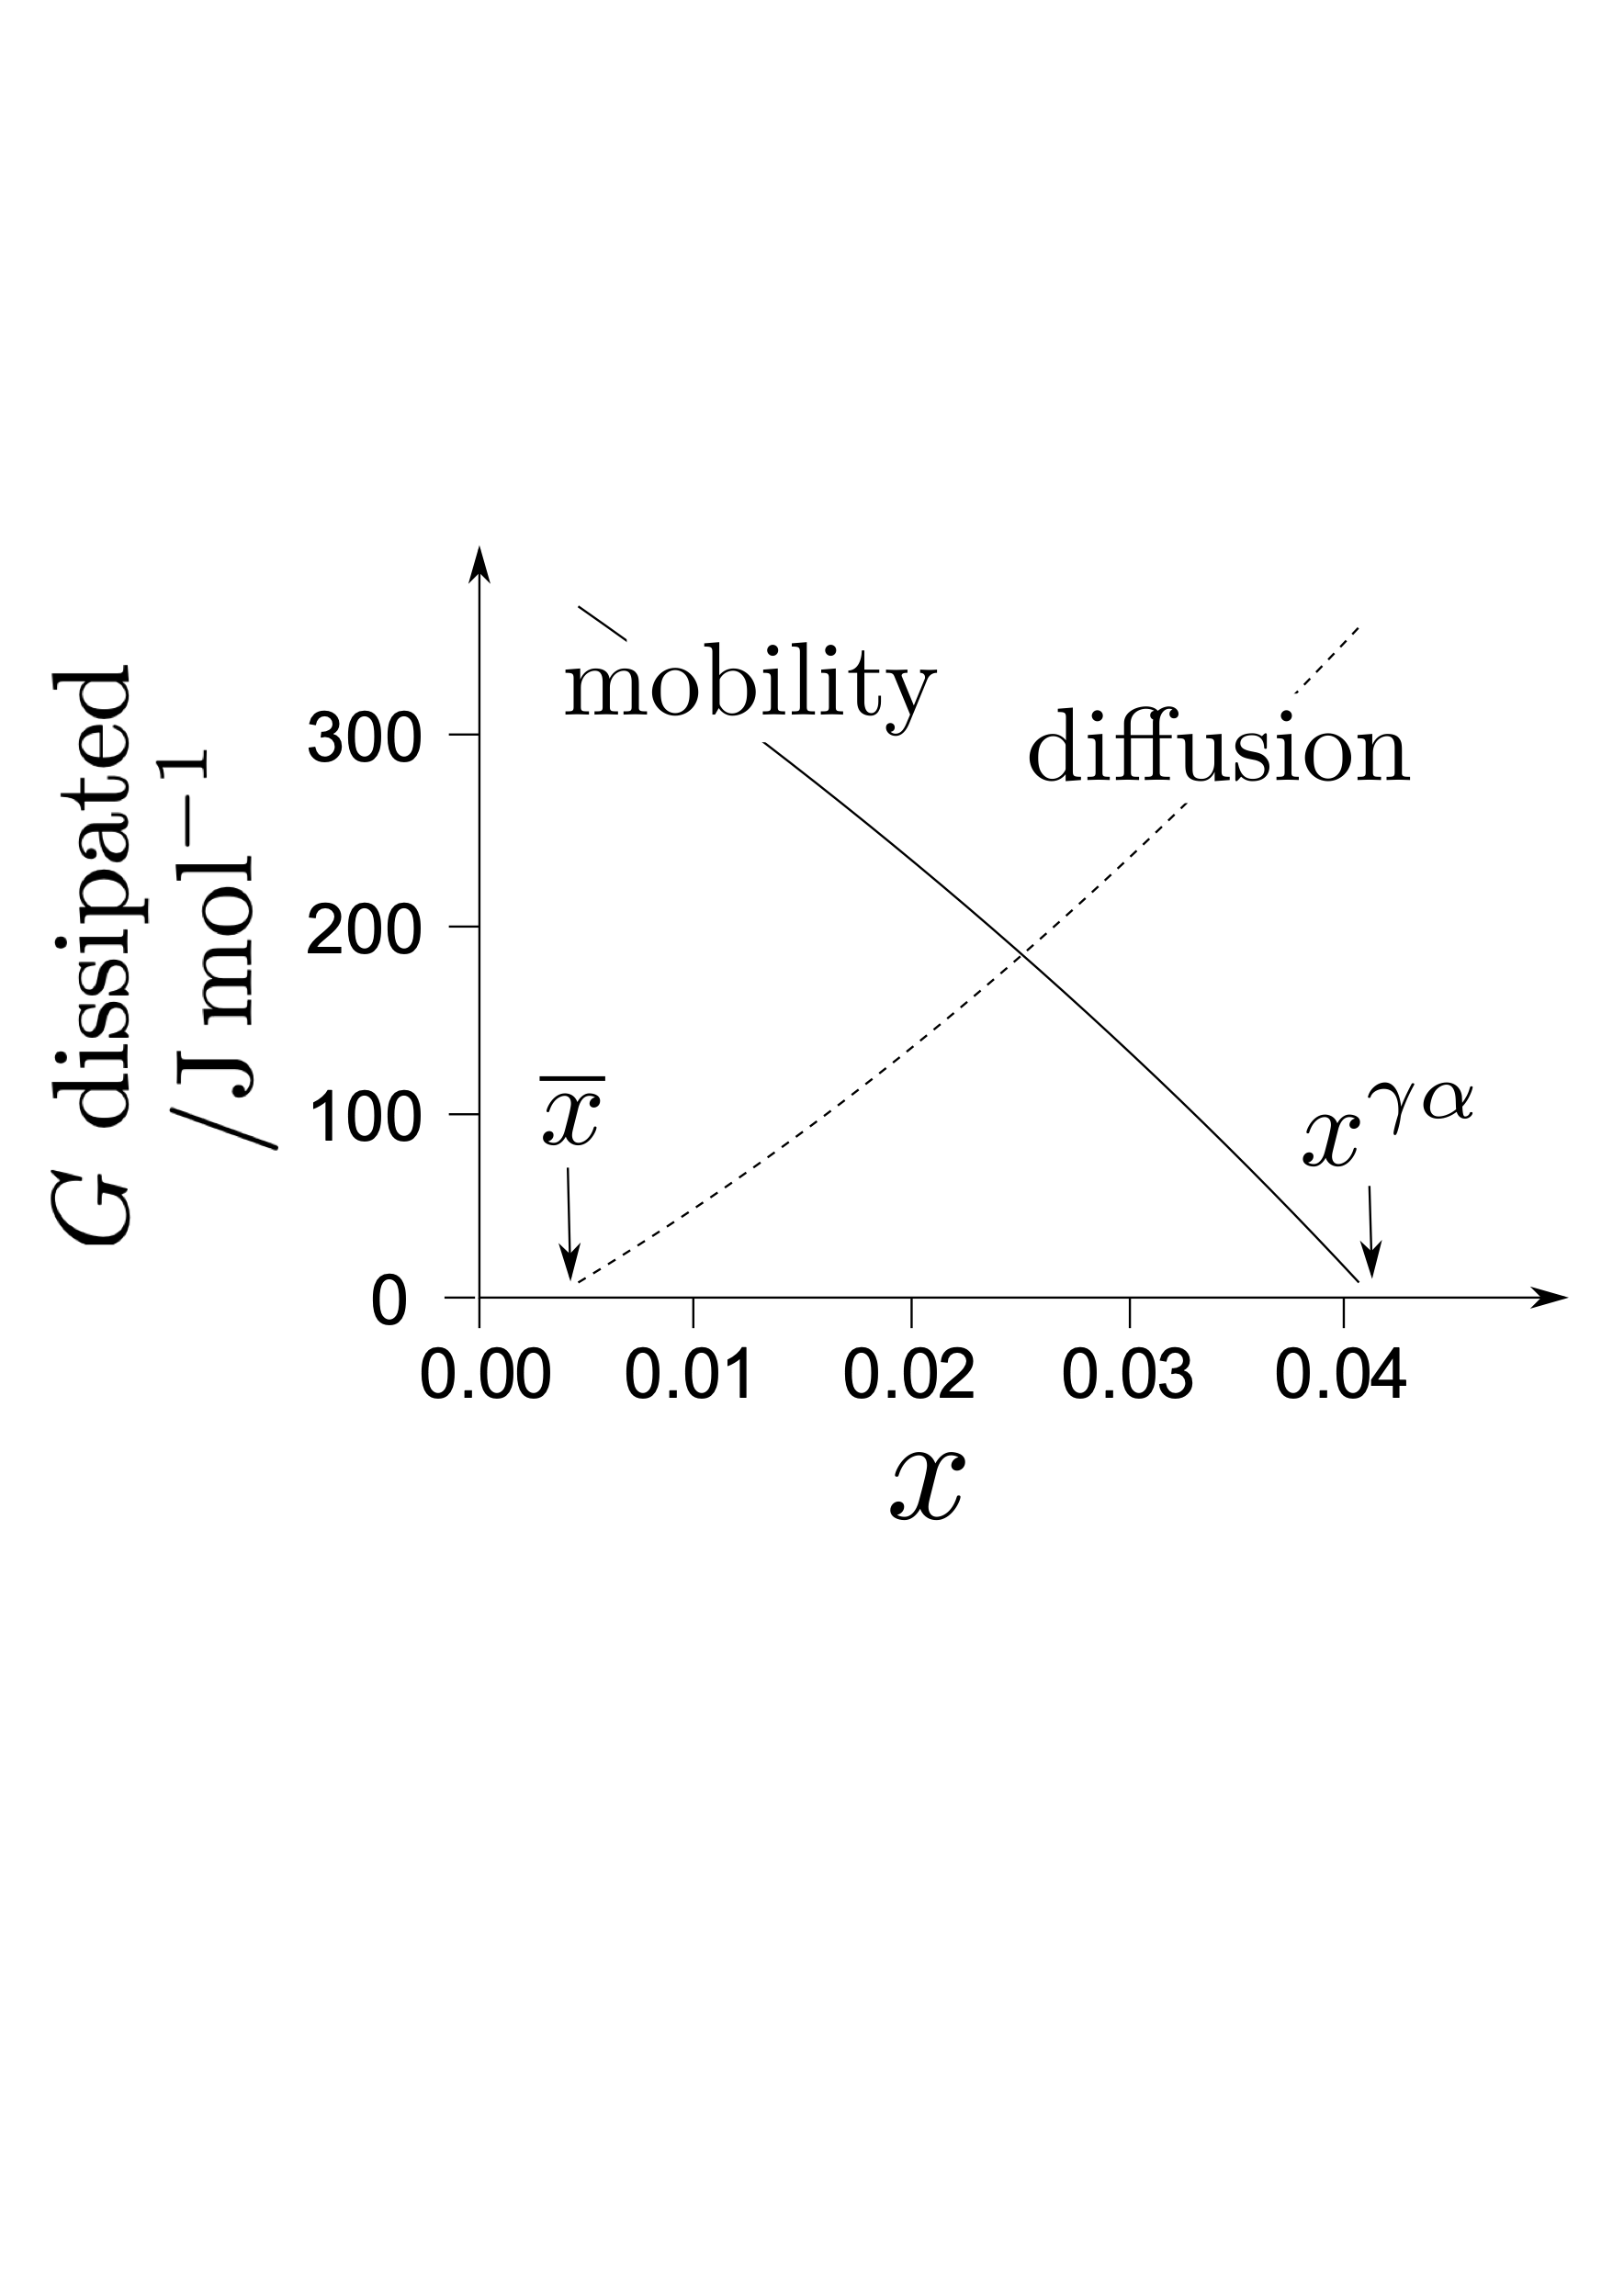 G dissipated
/J mol⁻¹
300
200
100
0
mobility
diffusion
x̅
x^γα
0.00 0.01 0.02 0.03 0.04
x